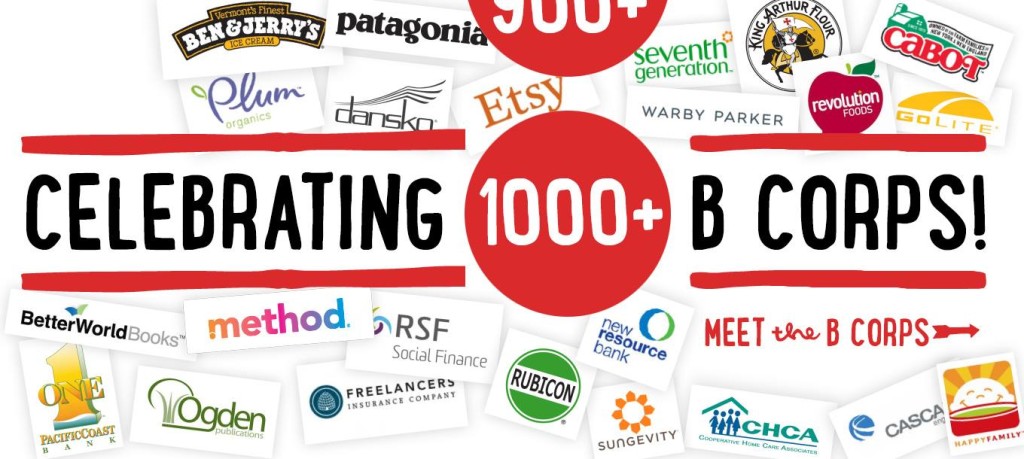 Vermont's Finest
BEN & JERRY'S
ICE CREAM
patagonia
900+
seventh
generation
KING ARTHUR FLOUR
CABOT
Plum
organics
dansko
Etsy
WARBY PARKER
revolution
FOODS
GOLITE
CELEBRATING 1000+ B CORPS!
BetterWorldBooks
method.
RSF
Social Finance
new
resource
bank
MEET the B CORPS
1
ONE
PACIFICCOAST
BANK
Ogden
publications
FREELANCERS
INSURANCE COMPANY
RUBICON
SUNGEVITY
CHCA
COOPERATIVE HOME CARE ASSOCIATES
CASCA
HAPPYFAMILY